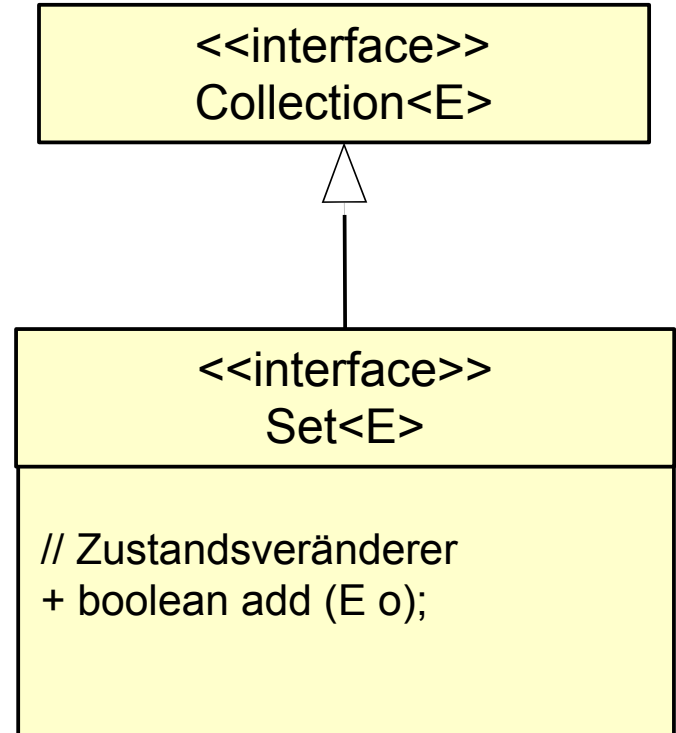 <<interface>>
Collection<E>
<<interface>>
Set<E>
// Zustandsveränderer
+ boolean add (E o);